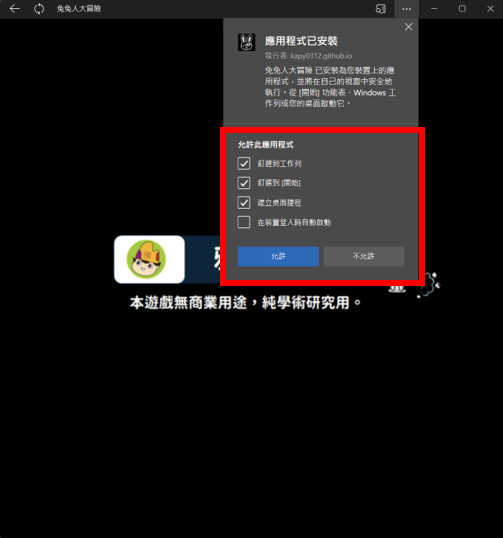 兔兔人大冒險
應用程式已安裝
發行者: kapy0312.github.io
兔兔人大冒險 已安裝為您裝置上的應
用程式，並將在自己的視窗中安全地
執行。從 [開始] 功能表、Windows 工
作列或您的桌面啟動它。
允許此應用程式
釘選到工作列
釘選到 [開始]
建立桌面捷徑
在裝置登入時自動啟動
允許
不允許
本遊戲無商業用途，純學術研究用。